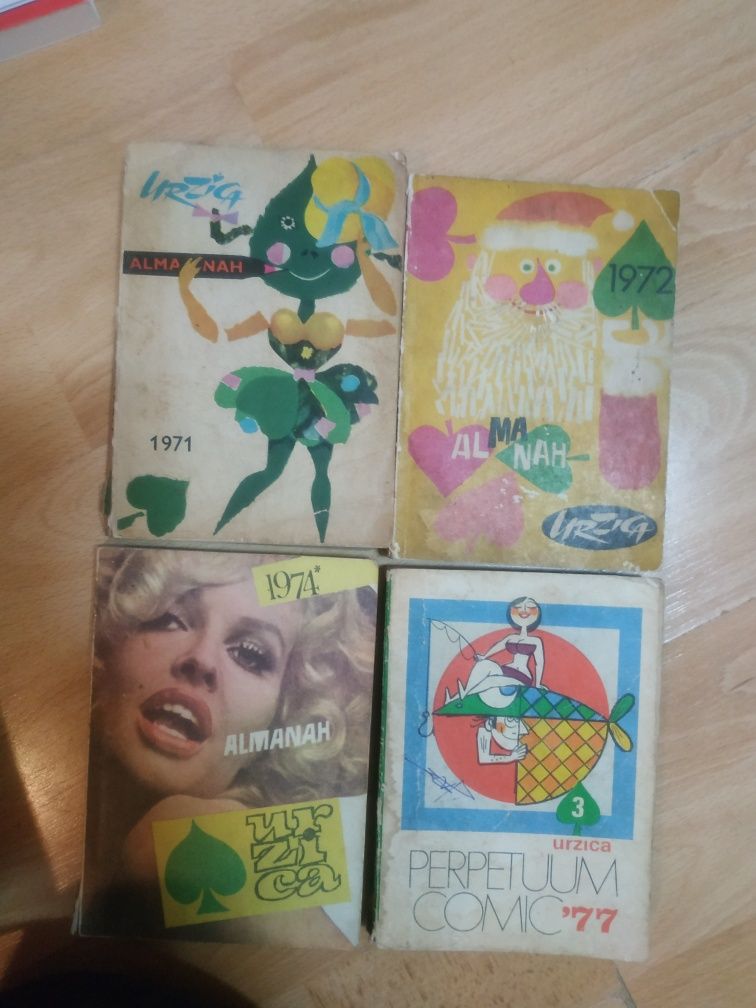 urzica
ALMANAH
1971
1972
AL
MA
NAH
urzica
1974*
ALMANAH
ur
zi
ca
3
urzica
PERPETUUM
COMIC '77